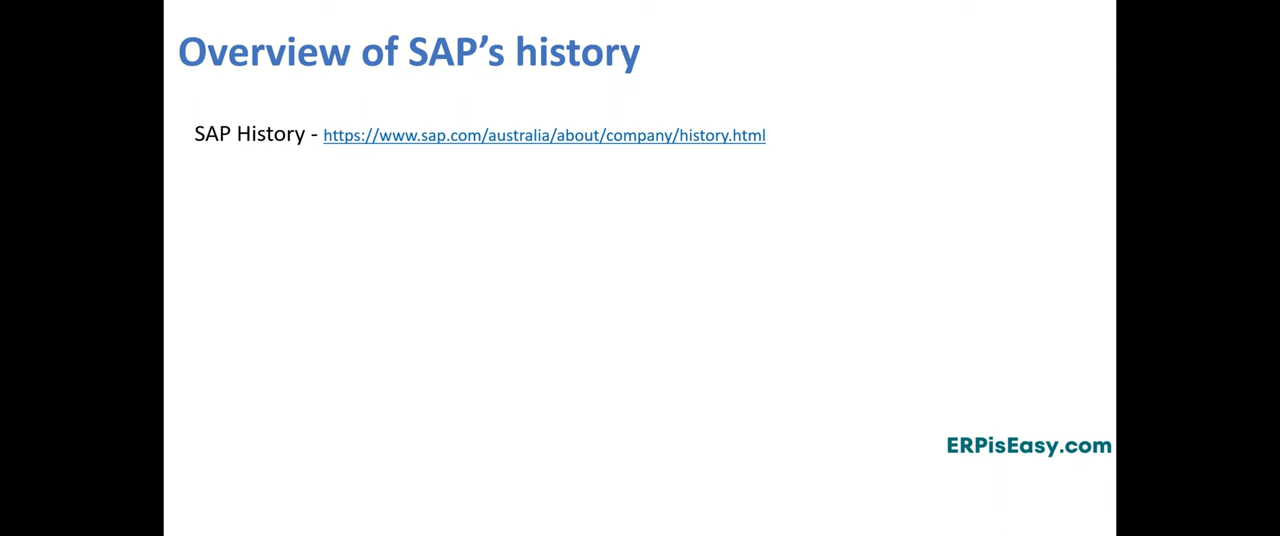 Overview of SAP’s history
SAP History - https://www.sap.com/australia/about/company/history.html
ERPisEasy.com